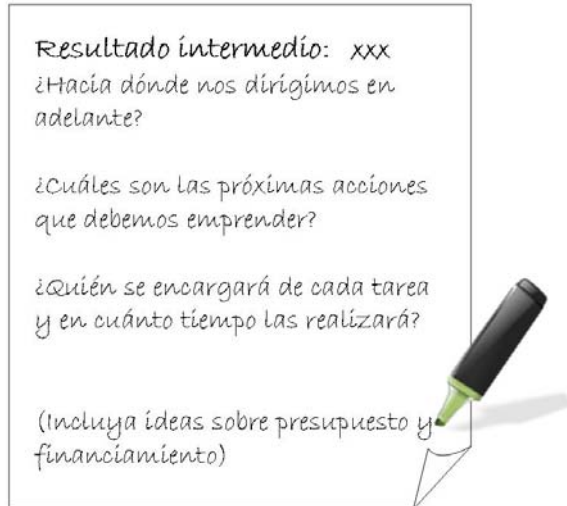 Resultado intermedio: xxx
¿Hacia dónde nos dirigimos en
adelante?
¿Cuáles son las próximas acciones
que debemos emprender?
¿Quién se encargará de cada tarea
y en cuánto tiempo las realizará?
(Incluya ideas sobre presupuesto y
financiamiento)